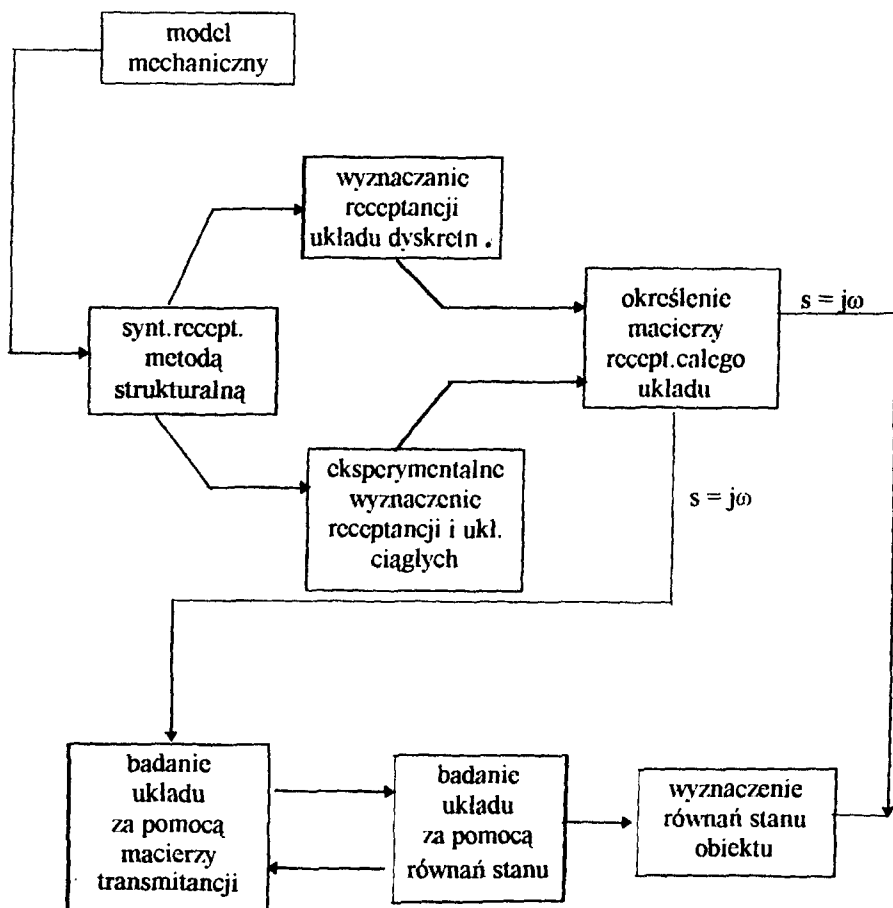 model
mechaniczny
wyznaczanie
receptancji
układu dyskretn.
synt.recept.
metodą
strukturalną
określenie
macierzy
recept.całego
układu
s = jω
eksperymentalne
wyznaczenie
receptancji i ukł.
ciągłych
s = jω
badanie
układu
za pomocą
macierzy
transmitancji
badanie
układu
za pomocą
równań stanu
wyznaczenie
równań stanu
obiektu